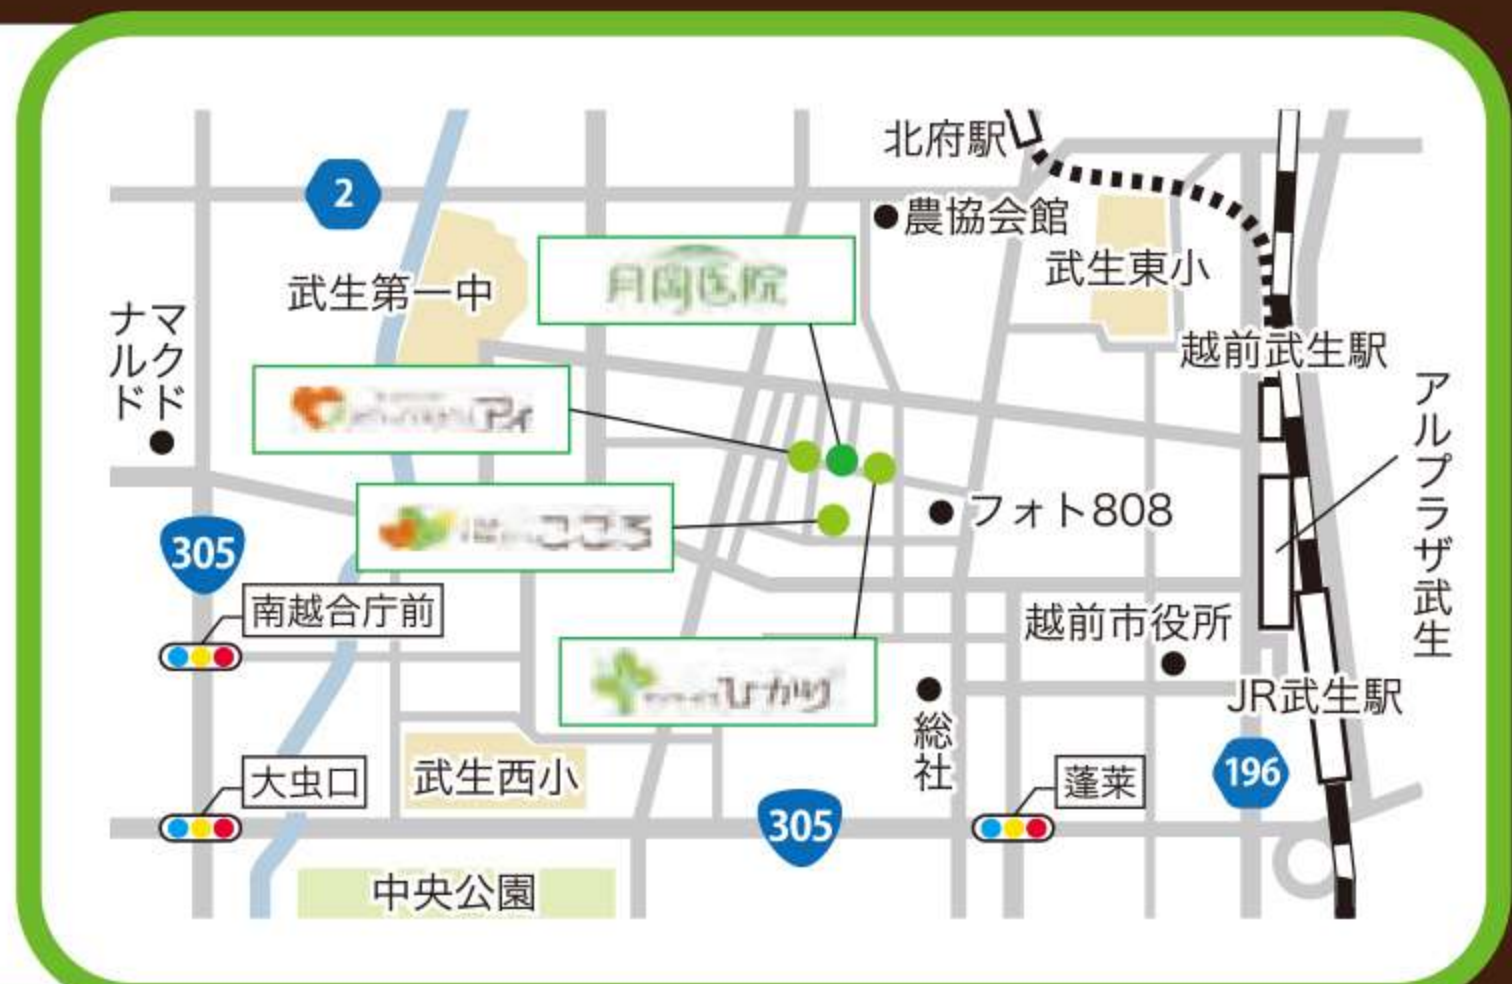 北府駅
2
農協会館
武生東小
月岡医院
武生第一中
マクドナルド
越前武生駅
アルプラザ武生
アイ
フォト808
こころ
305
南越合庁前
越前市役所
ひかり
JR武生駅
総社
大虫口
武生西小
蓬莱
196
305
中央公園